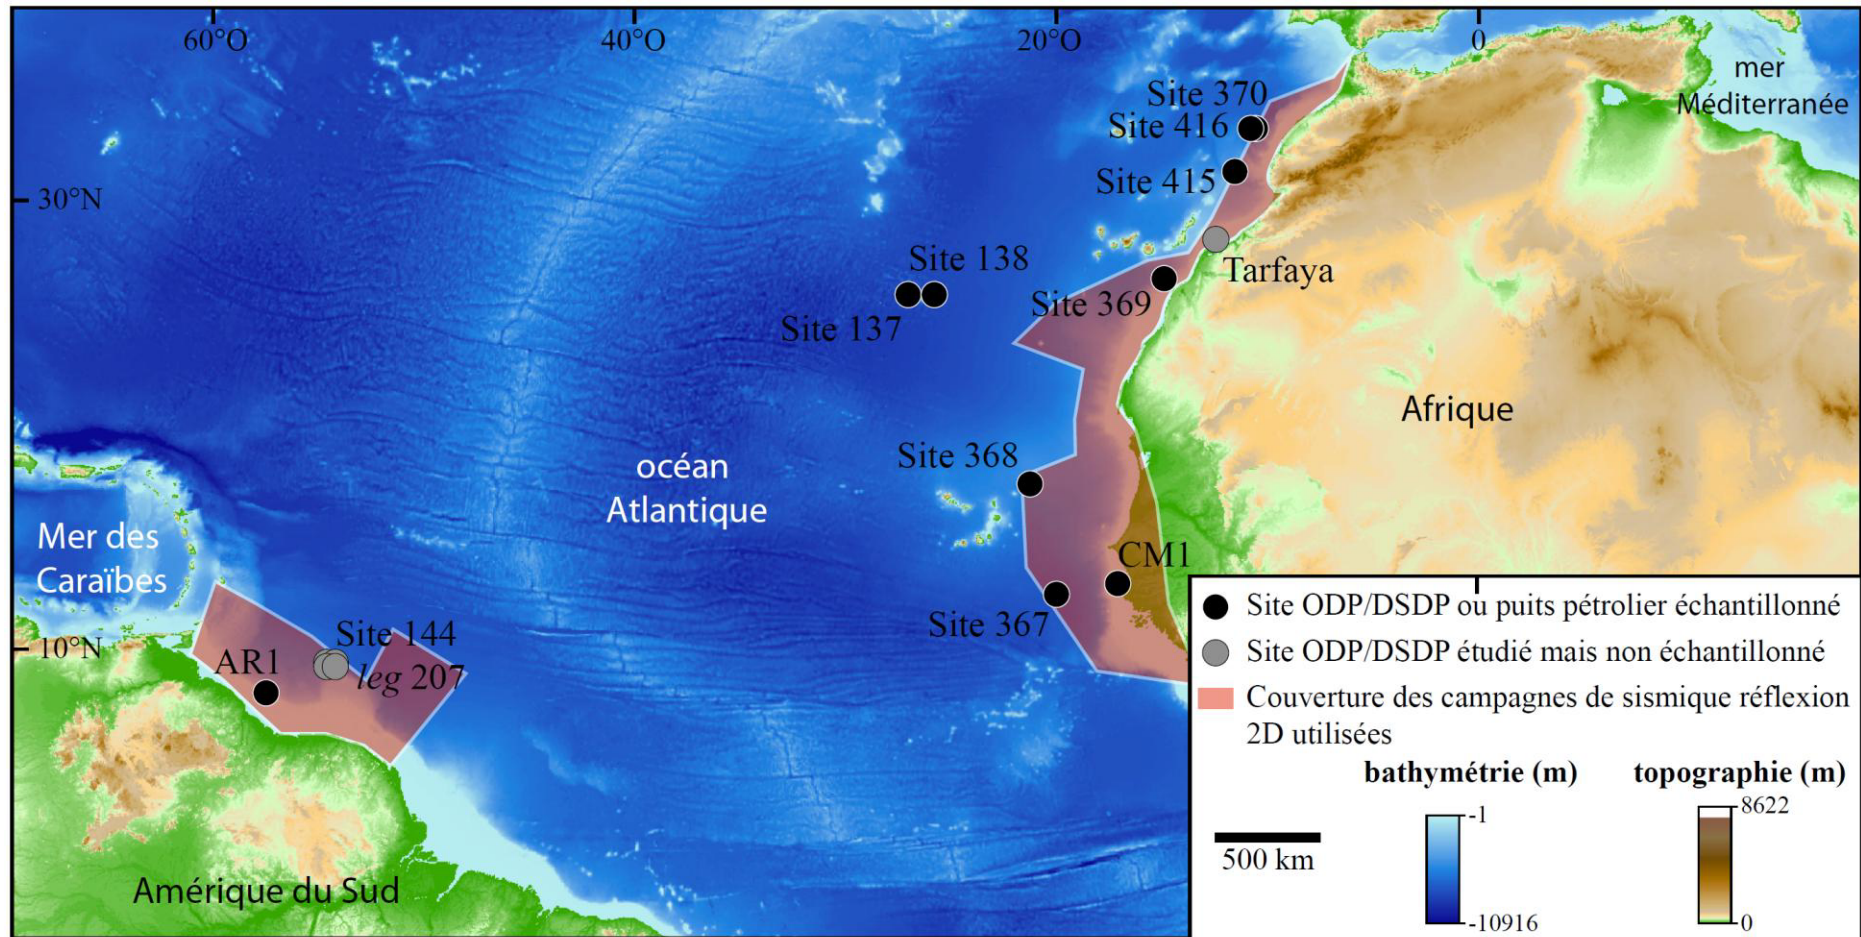 60°O
40°O
20°O
0
mer
Méditerranée
Site 370
Site 416
Site 415
30°N
Tarfaya
Site 138
Site 369
Site 137
Afrique
Site 368
océan
Atlantique
Mer des
Caraïbes
CM1
Site 367
10°N
Site 144
AR1
leg 207
Amérique du Sud
Site ODP/DSDP ou puits pétrolier échantillonné
Site ODP/DSDP étudié mais non échantillonné
Couverture des campagnes de sismique réflexion
2D utilisées
bathymétrie (m)
topographie (m)
-1
8622
500 km
-10916
0